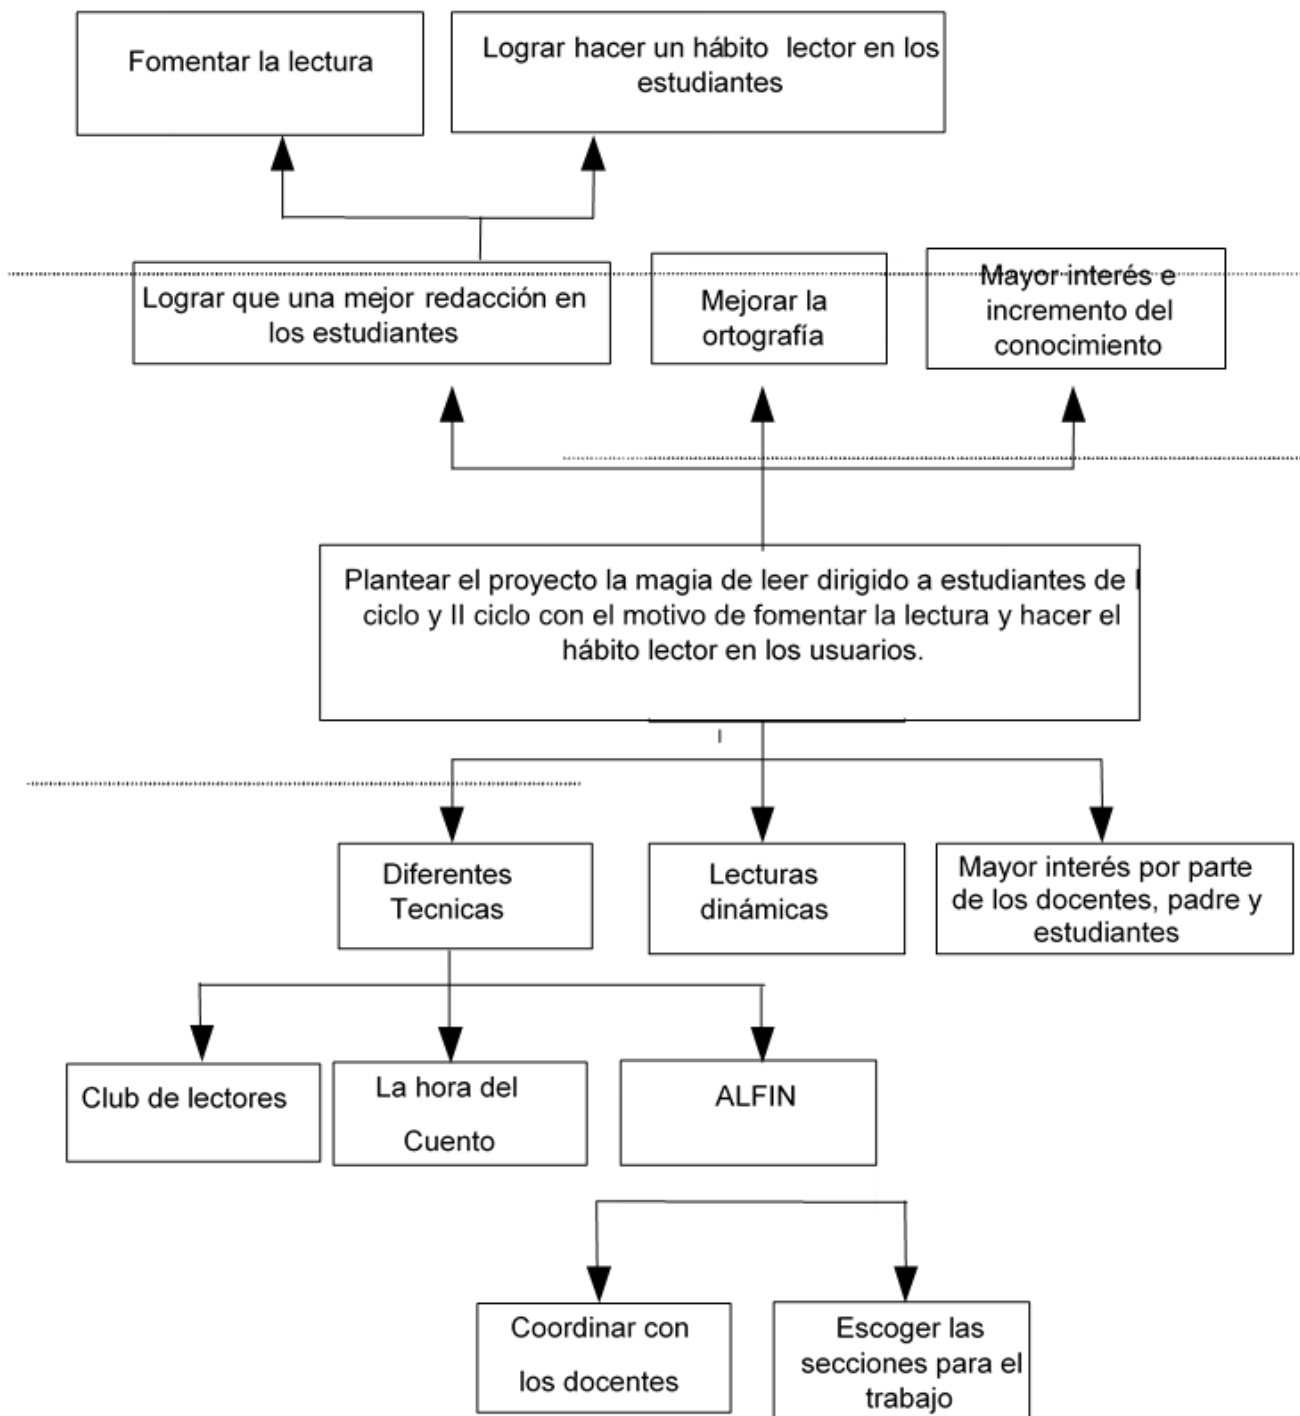 Fomentar la lectura
Lograr hacer un hábito lector en los
estudiantes
Lograr que una mejor redacción en
los estudiantes
Mejorar la
ortografía
Mayor interés e
incremento del
conocimiento
Plantear el proyecto la magia de leer dirigido a estudiantes de I
ciclo y II ciclo con el motivo de fomentar la lectura y hacer el
hábito lector en los usuarios.
Diferentes
Tecnicas
Lecturas
dinámicas
Mayor interés por parte
de los docentes, padre y
estudiantes
Club de lectores
La hora del
Cuento
ALFIN
Coordinar con
los docentes
Escoger las
secciones para el
trabajo